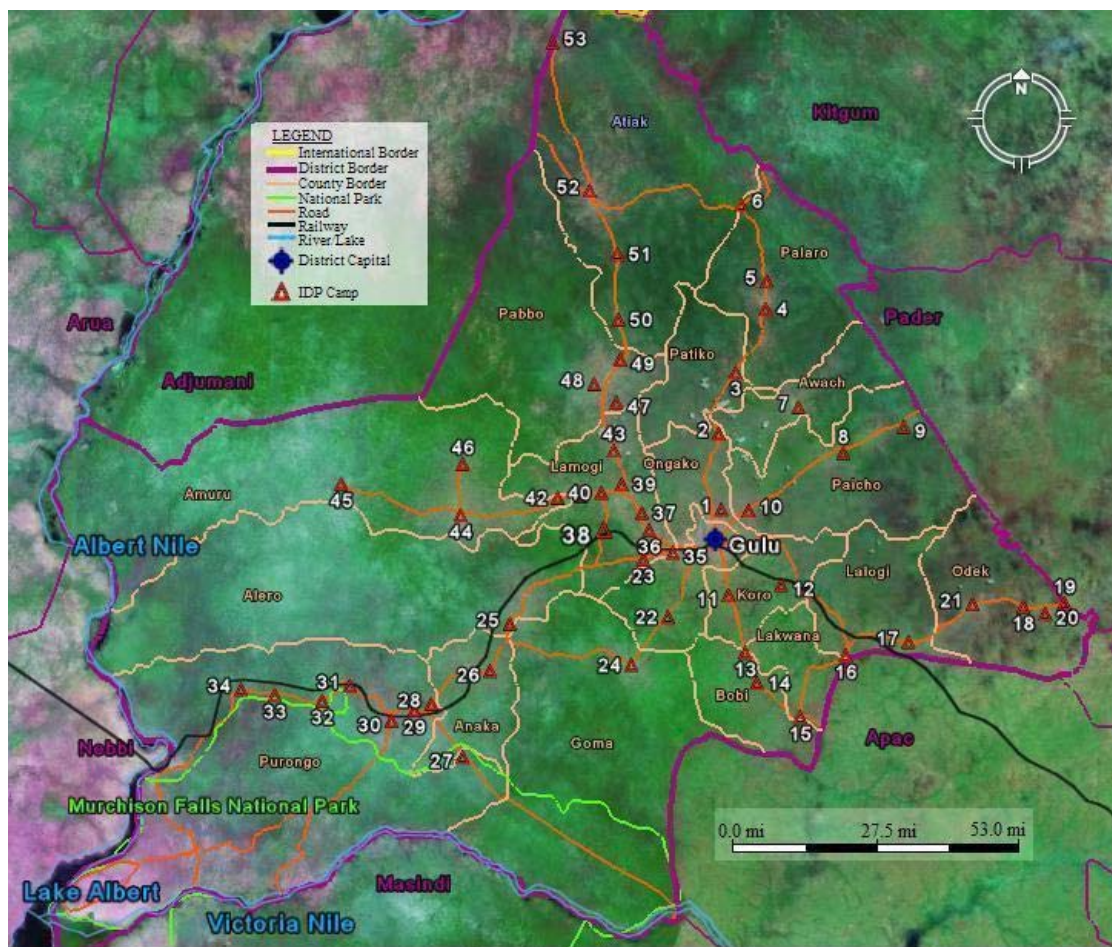 53
Atiak
N
Kitgum
LEGEND
International Border
District Border
County Border
National Park
Road
Railway
River/Lake
District Capital
IDP Camp
52
6
51
Palaro
5
Pabbo
4
Arua
50
Pader
Patiko
49
Adjumani
48
3
Awach
47
7
2
9
43
8
46
Lamogi
Ongako
Paicho
45
Amuru
42
40
39
44
37
1
10
38
36
Gulu
Albert Nile
35
23
Lalogi
Odek
Alero
11
Koro
12
21
19
25
22
18
20
Lakwana
17
24
13
16
26
34
31
28
Bobi
14
33
32
30
29
Anaka
15
Goma
Apac
Nebbi
Purongo
27
Murchison Falls National Park
0.0 mi
27.5 mi
53.0 mi
Masindi
Lake Albert
Victoria Nile